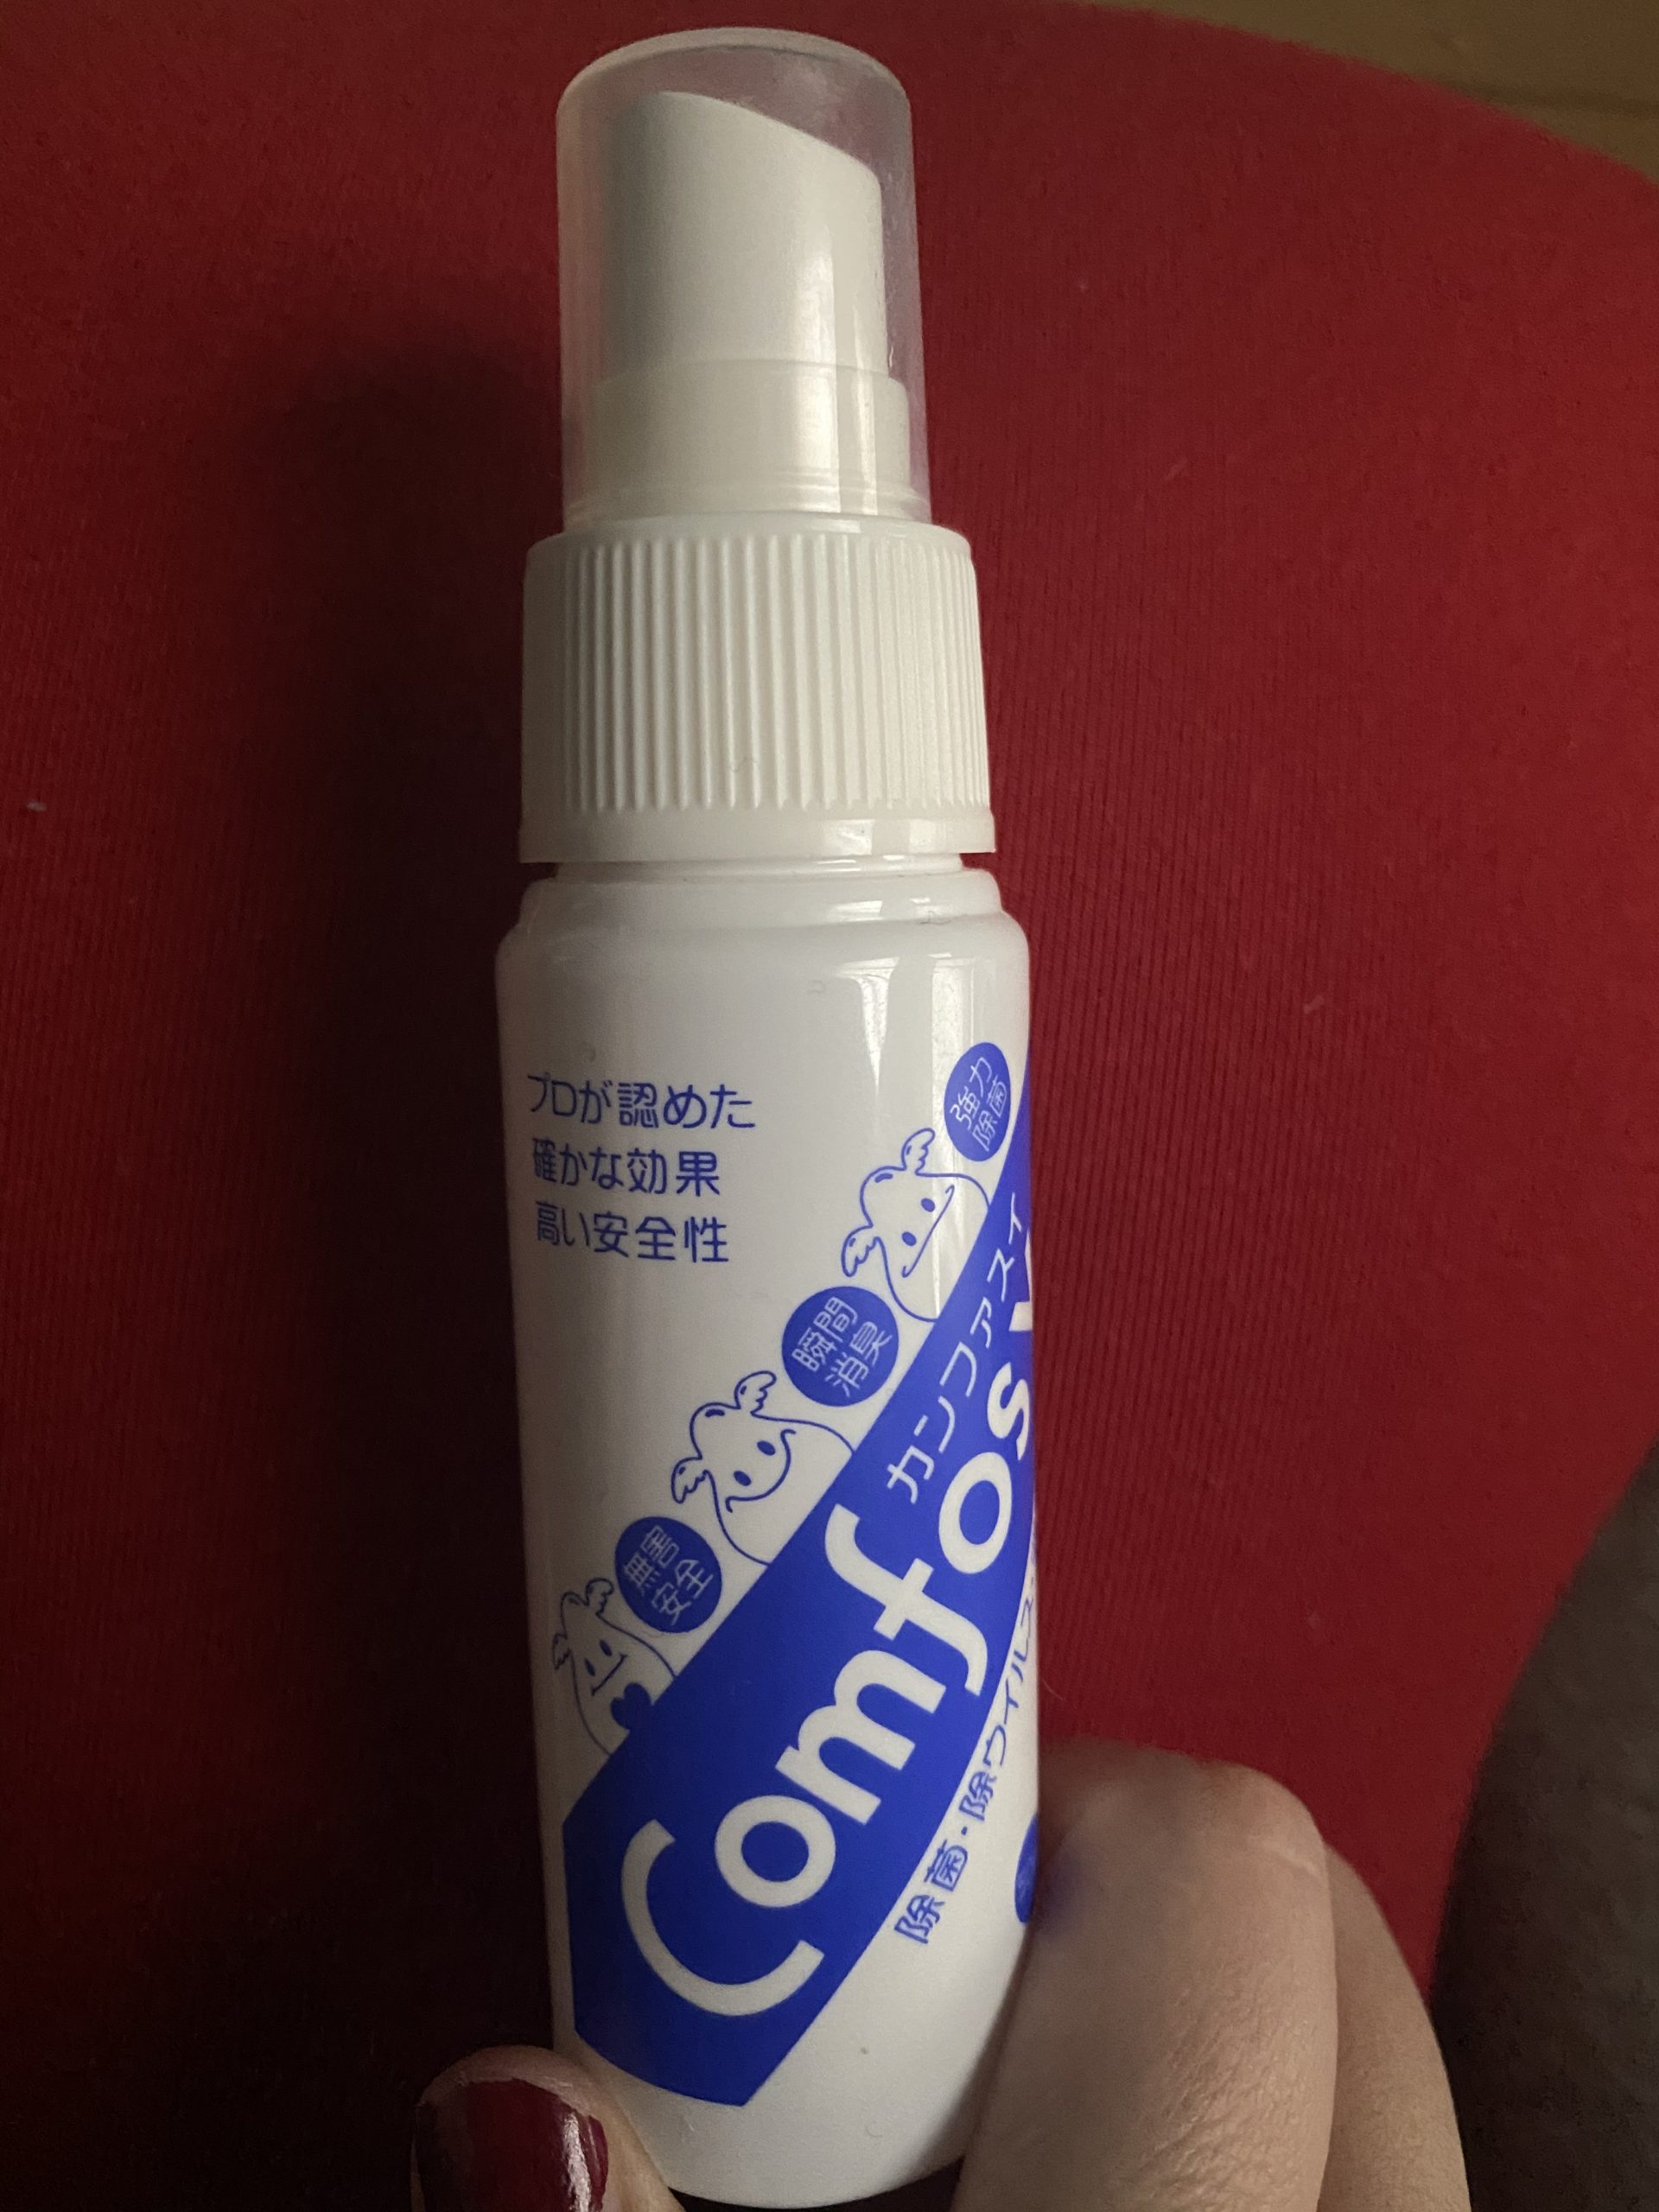 プロが認めた
確かな効果
高い安全性
強力
除菌
瞬間
消臭
無害
安全
カンファスイ
Comfos
除菌・除ウイルス